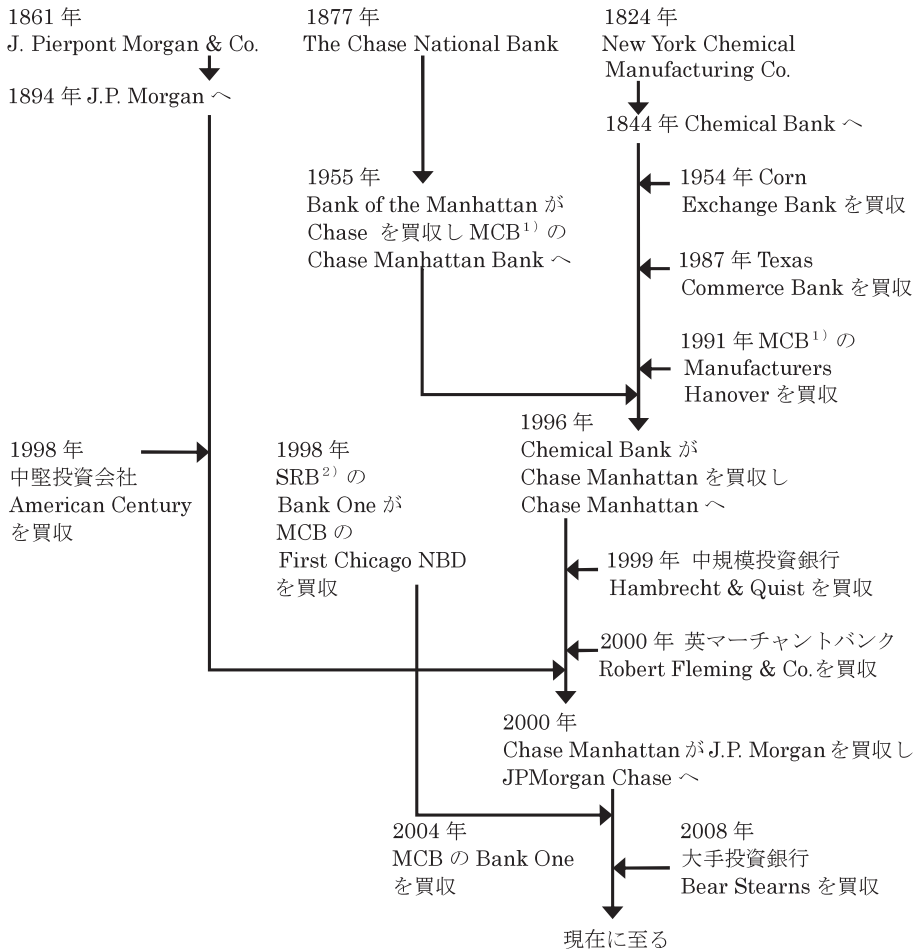 1861 年
J. Pierpont Morgan & Co.
1894 年 J.P. Morgan へ
1877 年
The Chase National Bank
1824 年
New York Chemical
Manufacturing Co.
1844 年 Chemical Bank へ
1954 年 Corn
Exchange Bank を買収
1955 年
Bank of the Manhattan が
Chase を買収し MCB¹⁾ の
Chase Manhattan Bank へ
1987 年 Texas
Commerce Bank を買収
1991 年 MCB¹⁾ の
Manufacturers
Hanover を買収
1996 年
Chemical Bank が
Chase Manhattan を買収し
Chase Manhattan へ
1998 年
中堅投資会社
American Century
を買収
1998 年
SRB²⁾ の
Bank One が
MCB の
First Chicago NBD
を買収
1999 年 中規模投資銀行
Hambrecht & Quist を買収
2000 年 英マーチャントバンク
Robert Fleming & Co.を買収
2000 年
Chase Manhattan が J.P. Morgan を買収し
JPMorgan Chase へ
2004 年
MCB の Bank One
を買収
2008 年
大手投資銀行
Bear Stearns を買収
現在に至る